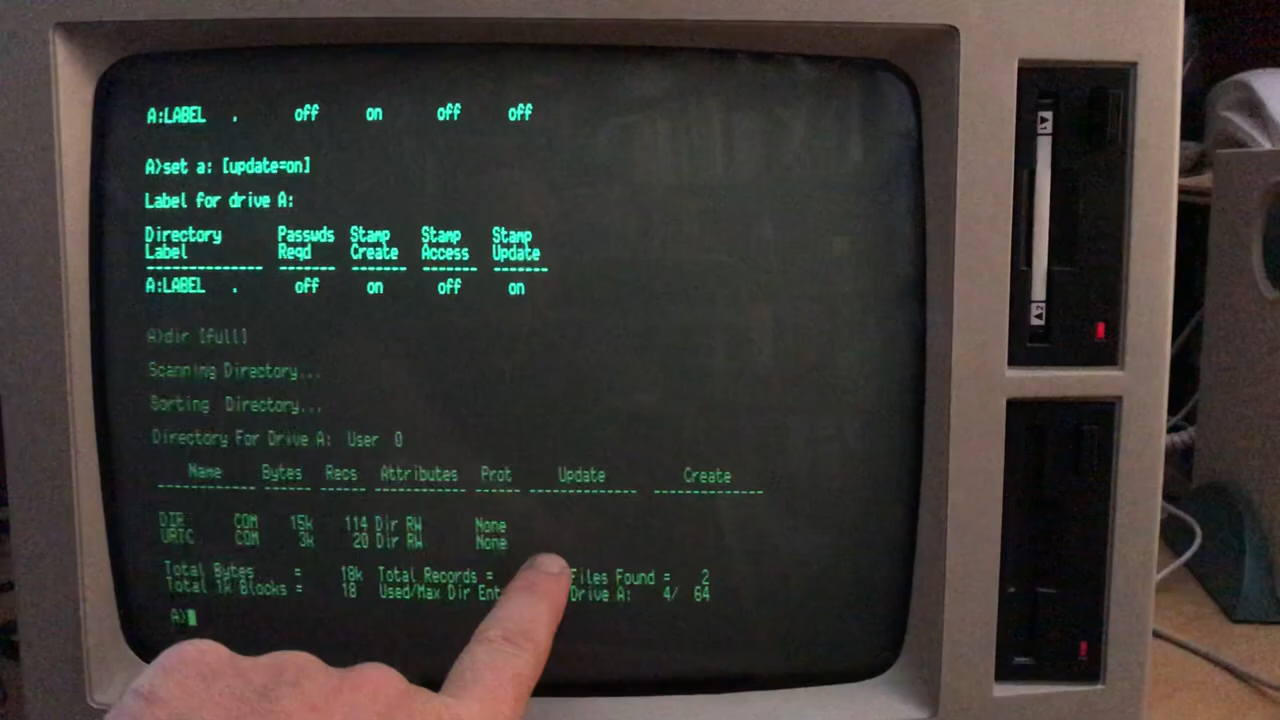 A:LABEL . off on off off
A>set a: [update=on]
Label for drive A:
Directory Passwds Stamp Stamp Stamp
Label Reqd Create Access Update
-------------- ------- ------- ------- -------
A:LABEL . off on off on
A>dir [full]
Scanning Directory...
Sorting Directory...
Directory For Drive A: User 0
Name Bytes Recs Attributes Prot Update Create
------------ ------ ------ ------------ ------ -------------- --------------
DIR COM 15k 114 Dir RW None
COM 3k 20 Dir RW None
Total Bytes = 18k Total Records = Files Found = 2
Total 1k Blocks = 18 Used/Max Dir Drive A: 4/ 64
A>
▲1
▲2